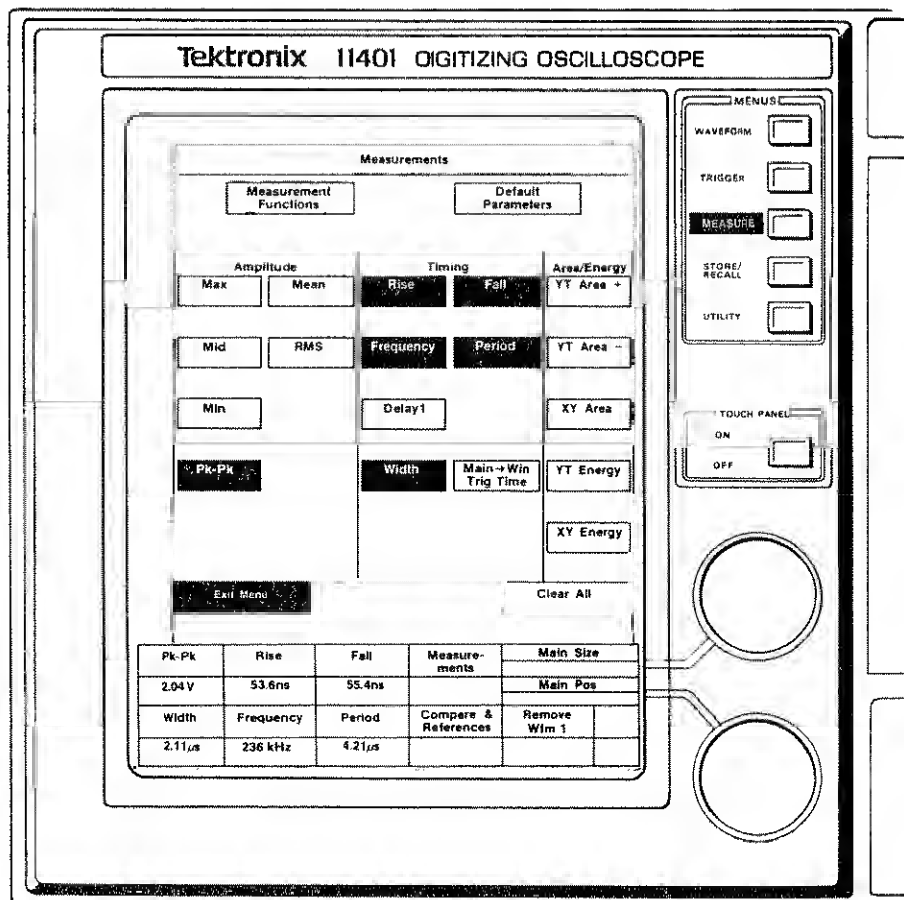 Tektronix 11401 DIGITIZING OSCILLOSCOPE
MENUS
WAVEFORM
TRIGGER
MEASURE
STORE/
RECALL
UTILITY
TOUCH PANEL
ON
OFF
Measurements
Measurement
Functions
Default
Parameters
Amplitude Timing Area/Energy
Max Mean Rise Fall YT Area +
Mid RMS Frequency Period YT Area −
Min Delay1 XY Area
Pk-Pk Width Main→Win
Trig Time YT Energy
XY Energy
Exit Menu Clear All
Pk-Pk Rise Fall Measure-
ments Main Size
2.04 V 53.6ns 55.4ns Main Pos
Width Frequency Period Compare &
References Remove
Wfm 1
2.11µs 236 kHz 4.21µs